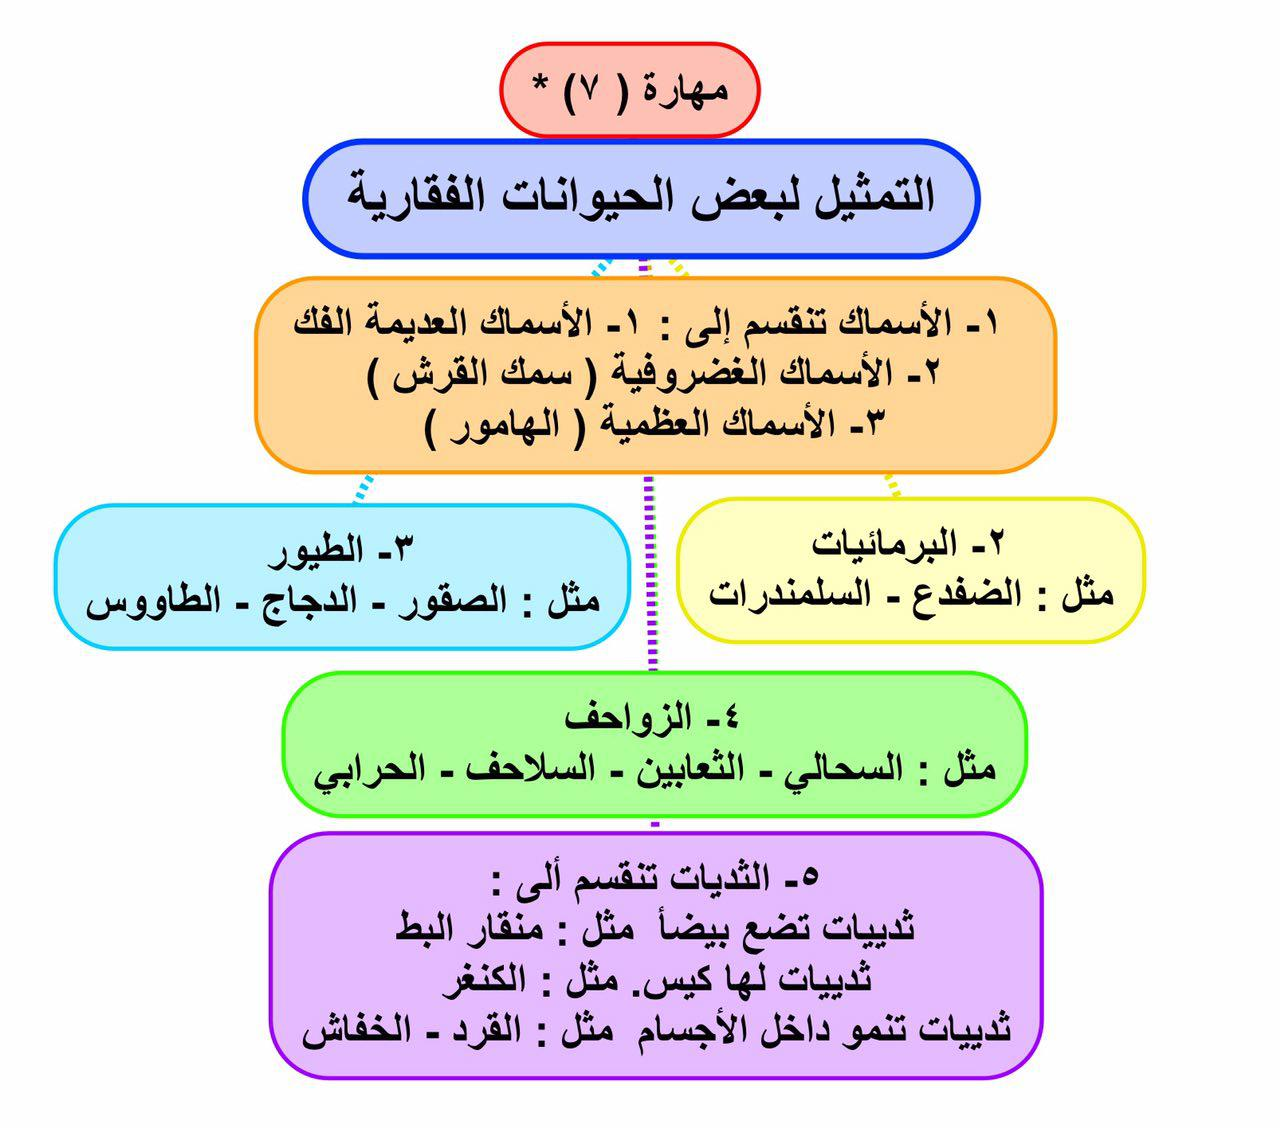 مهارة ( ٧) *
التمثيل لبعض الحيوانات الفقارية
١- الأسماك تنقسم إلى : ١- الأسماك العديمة الفك
٢- الأسماك الغضروفية ( سمك القرش )
٣- الأسماك العظمية ( الهامور )
٢- البرمائيات
مثل : الضفدع - السلمندرات
٣- الطيور
مثل : الصقور - الدجاج - الطاووس
٤- الزواحف
مثل : السحالي - الثعابين - السلاحف - الحرابي
٥- الثديات تنقسم ألى :
ثدييات تضع بيضأ مثل : منقار البط
ثدييات لها كيس. مثل : الكنغر
ثدييات تنمو داخل الأجسام مثل : القرد - الخفاش